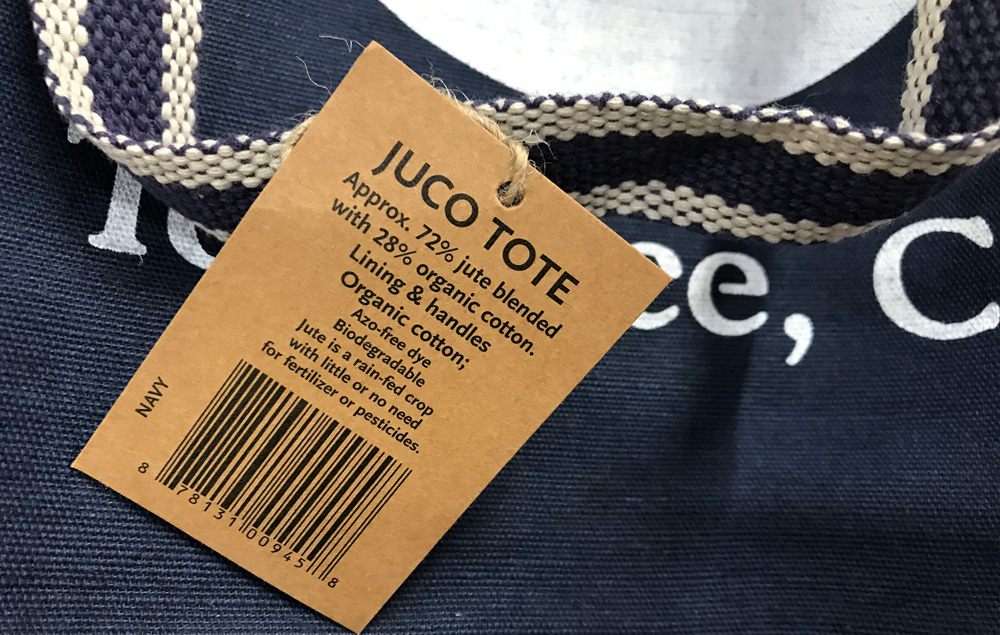 JUCO TOTE
Approx. 72% jute blended
with 28% organic cotton.
Lining & handles
Organic cotton;
Azo-free dye
Biodegradable
Jute is a rain-fed crop
with little or no need
for fertilizer or pesticides.
NAVY
8 78131 00945 8
ee, C